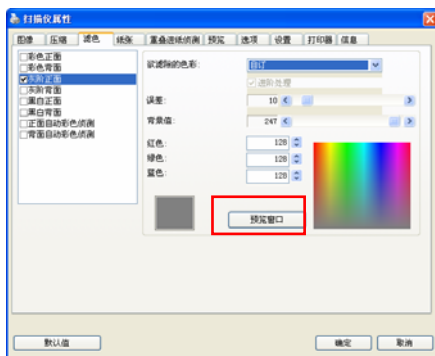 扫描仪属性
图像 压缩 滤色 纸张 重叠进纸侦测 预览 选项 设置 打印器 信息
彩色正面
彩色背面
灰阶正面
灰阶背面
黑白正面
黑白背面
正面自动彩色侦测
背面自动彩色侦测
欲滤除的色彩: 自订
进阶处理
误差: 10
背景值: 247
红色: 128
绿色: 128
蓝色: 128
预览窗口
默认值 确定 取消